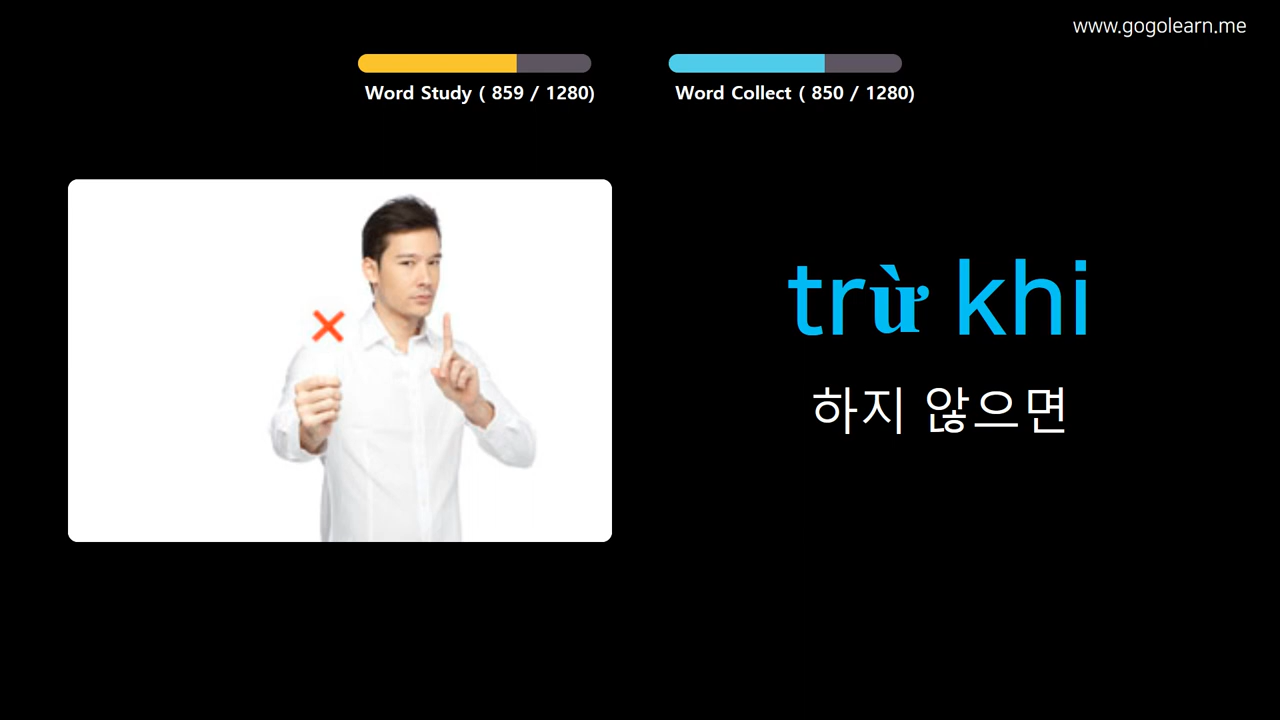 www.gogolearn.me
Word Study ( 859 / 1280)
Word Collect ( 850 / 1280)
trừ khi
하지 않으면